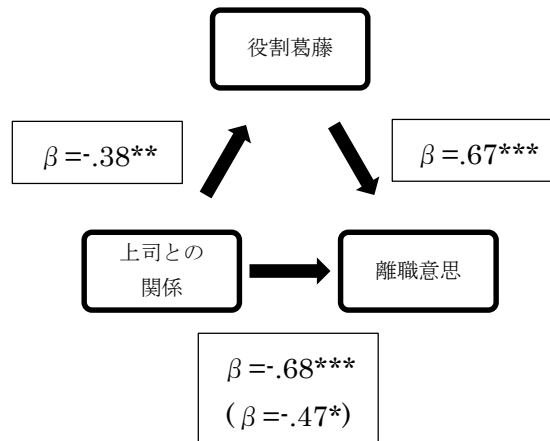 役割葛藤
β=-.38**
β=.67***
上司との
関係
離職意思
β=-.68***
(β=-.47*)